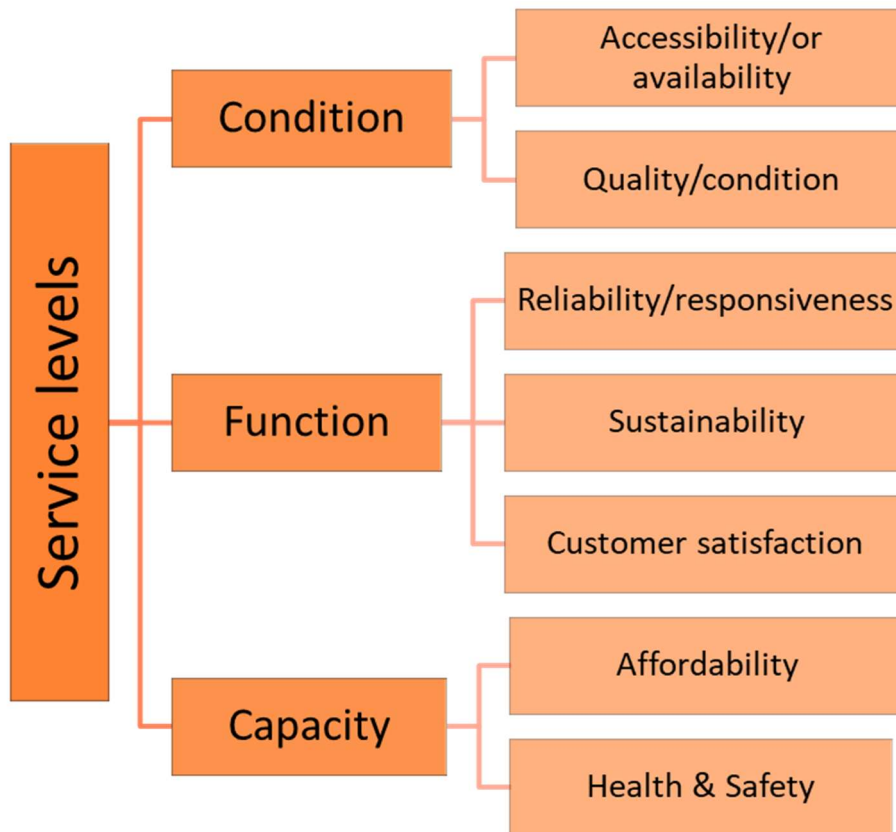 Service levels
Condition
Accessibility/or
availability
Quality/condition
Function
Reliability/responsiveness
Sustainability
Customer satisfaction
Capacity
Affordability
Health & Safety